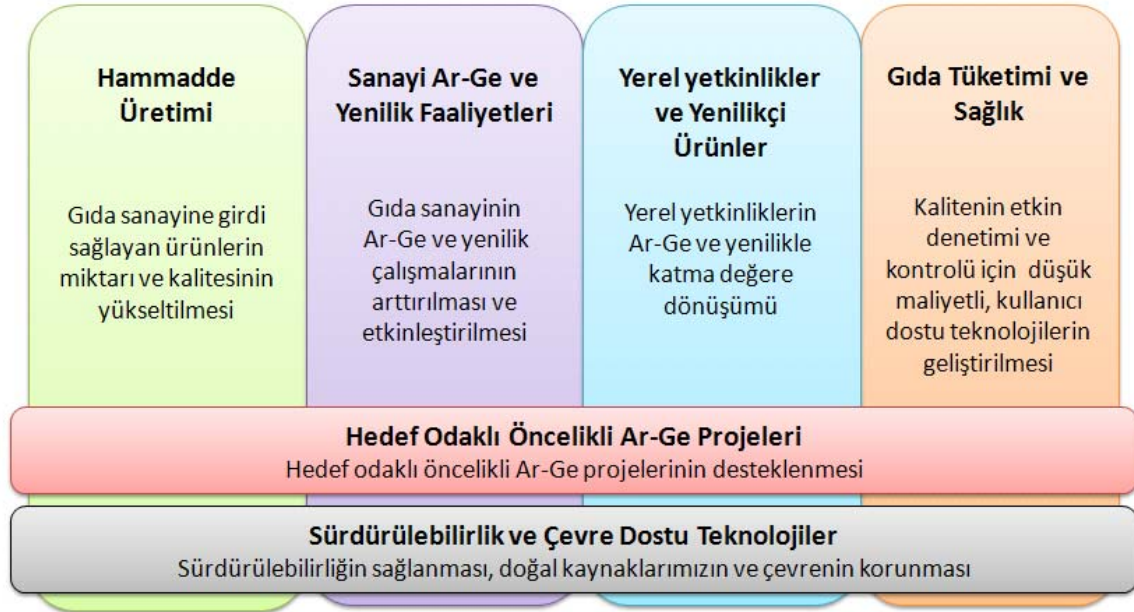 Hammadde
Üretimi
Gıda sanayine girdi
sağlayan ürünlerin
miktarı ve kalitesinin
yükseltilmesi
Sanayi Ar-Ge ve
Yenilik Faaliyetleri
Gıda sanayinin
Ar-Ge ve yenilik
çalışmalarının
arttırılması ve
etkinleştirilmesi
Yerel yetkinlikler
ve Yenilikçi
Ürünler
Yerel yetkinliklerin
Ar-Ge ve yenilikle
katma değere
dönüşümü
Gıda Tüketimi ve
Sağlık
Kalitenin etkin
denetimi ve
kontrolü için düşük
maliyetli, kullanıcı
dostu teknolojilerin
geliştirilmesi
Hedef Odaklı Öncelikli Ar-Ge Projeleri
Hedef odaklı öncelikli Ar-Ge projelerinin desteklenmesi
Sürdürülebilirlik ve Çevre Dostu Teknolojiler
Sürdürülebilirliğin sağlanması, doğal kaynaklarımızın ve çevrenin korunması